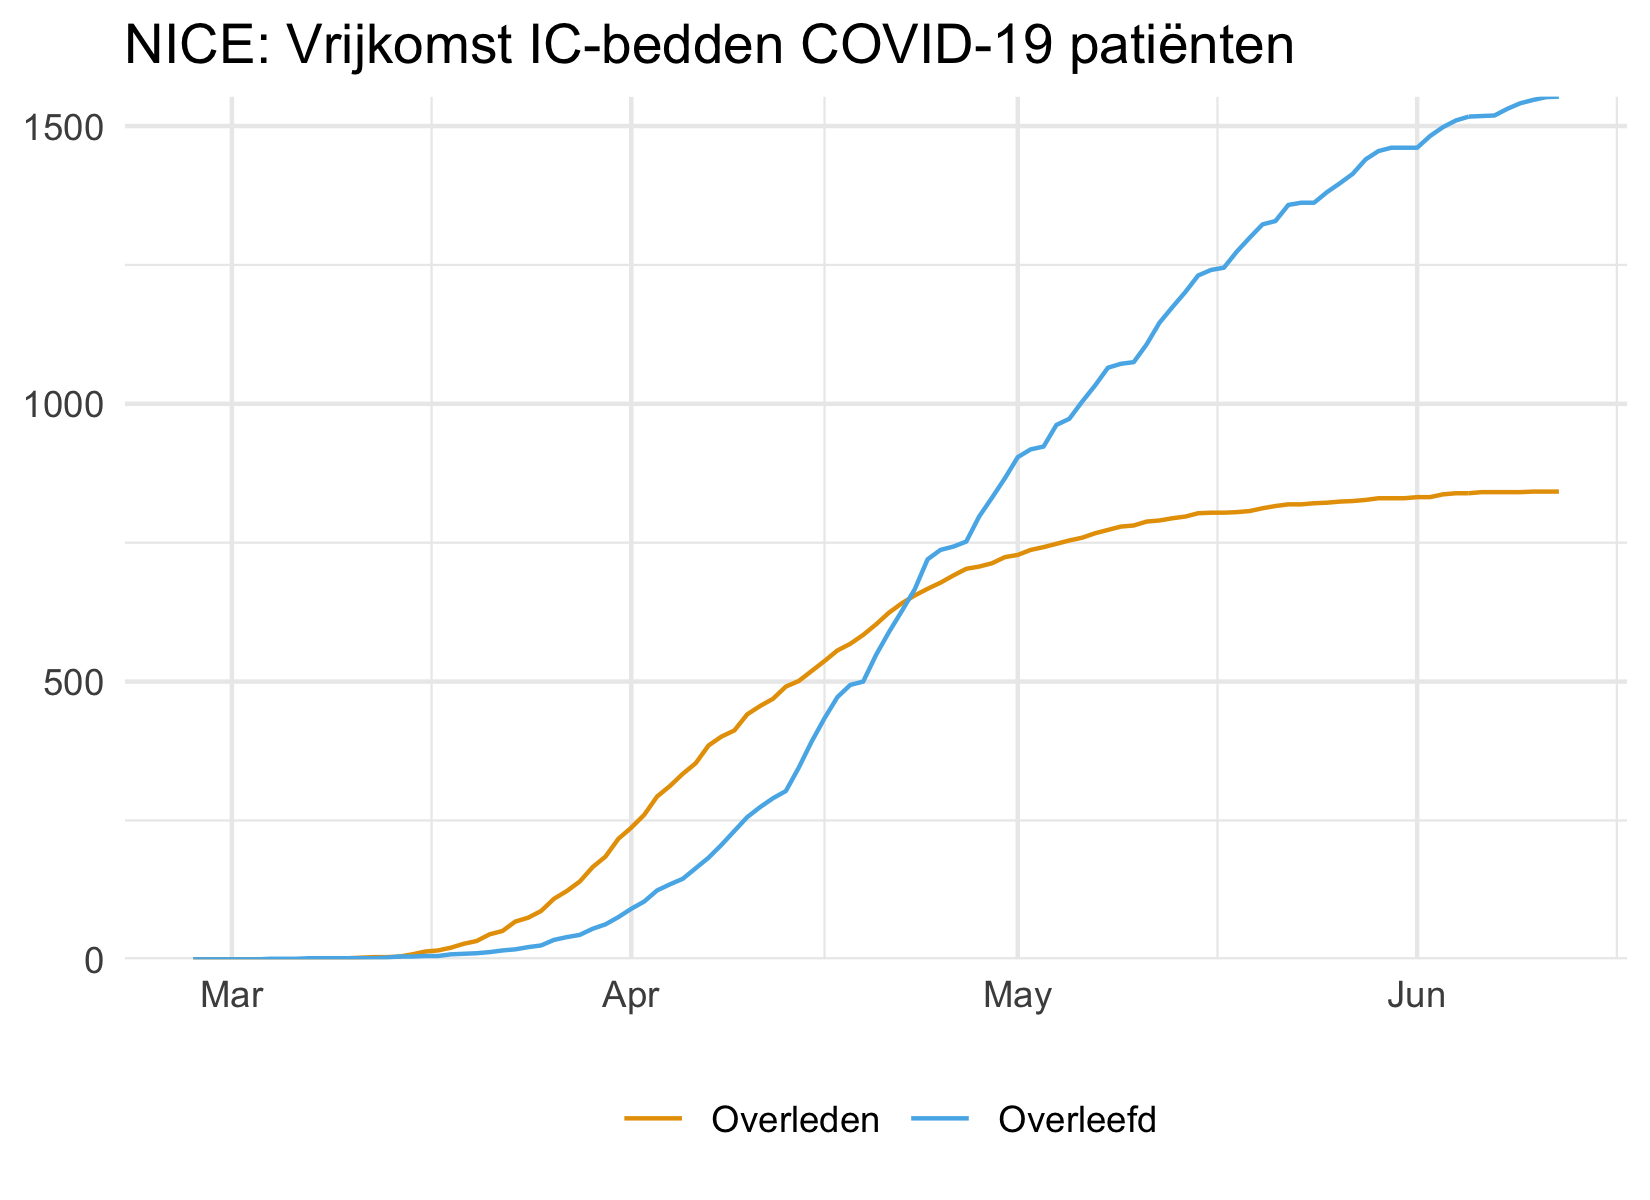 NICE: Vrijkomst IC-bedden COVID-19 patiënten
1500
1000
500
0
Mar Apr May Jun
Overleden Overleefd